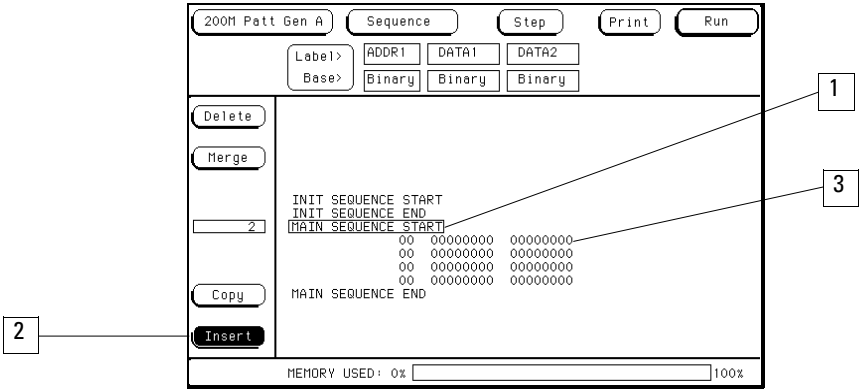 200M Patt Gen A Sequence Step Print Run
Label> ADDR1 DATA1 DATA2
Base> Binary Binary Binary
1
Delete
Merge
3
INIT SEQUENCE START
INIT SEQUENCE END
2 MAIN SEQUENCE START
00 00000000 00000000
00 00000000 00000000
00 00000000 00000000
00 00000000 00000000
Copy MAIN SEQUENCE END
2
Insert
MEMORY USED: 0% 100%